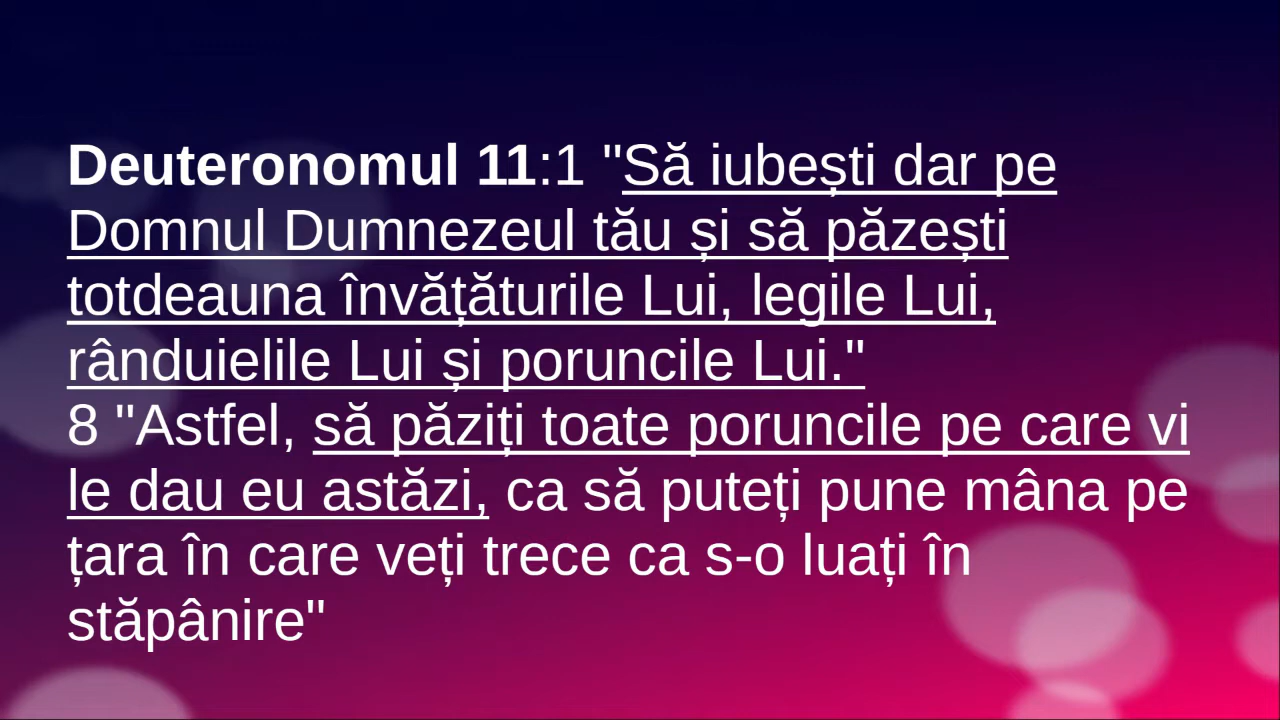 Deuteronomul 11:1 "Să iubești dar pe
Domnul Dumnezeul tău și să păzești
totdeauna învățăturile Lui, legile Lui,
rânduielile Lui și poruncile Lui."
8 "Astfel, să păziți toate poruncile pe care vi
le dau eu astăzi, ca să puteți pune mâna pe
țara în care veți trece ca s-o luați în
stăpânire"